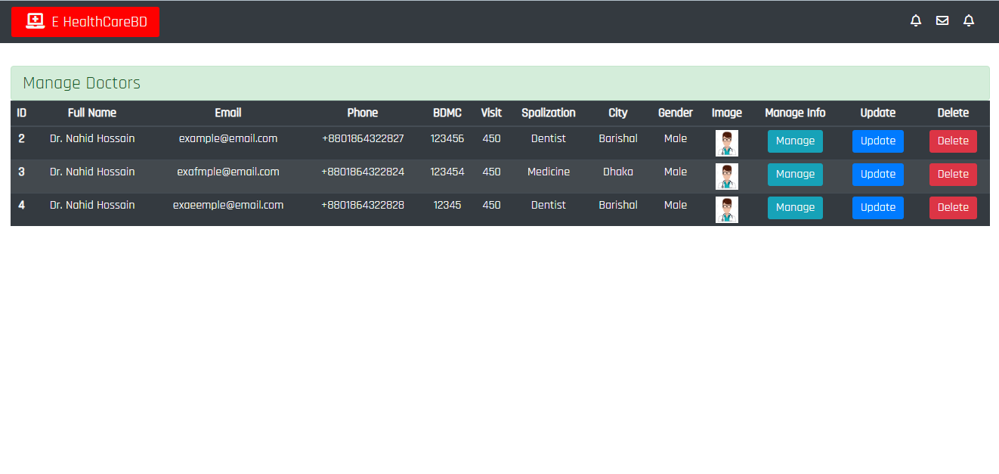 E HealthCareBD
Manage Doctors
ID Full Name Email Phone BDMC Visit Spalization City Gender Image Manage Info Update Delete
2 Dr. Nahid Hossain example@email.com +8801864322827 123456 450 Dentist Barishal Male Manage Update Delete
3 Dr. Nahid Hossain exafmple@email.com +8801864322824 123454 450 Medicine Dhaka Male Manage Update Delete
4 Dr. Nahid Hossain exaeemple@email.com +8801864322828 12345 450 Dentist Barishal Male Manage Update Delete